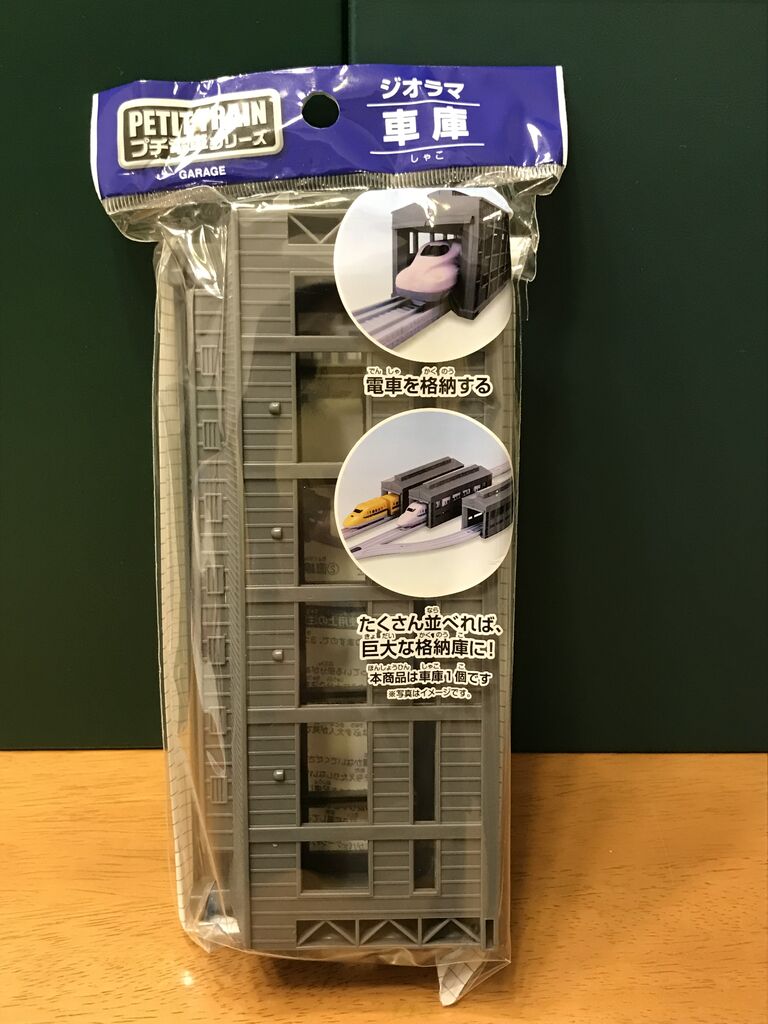 PETIT TRAIN
プチ電車シリーズ
GARAGE
ジオラマ
車庫
しゃこ
でんしゃ かくのう
電車を格納する
なら
たくさん並べれば、
きょだい かくのうこ
巨大な格納庫に!
ほんしょうひん しゃこ こ
本商品は車庫1個です
※写真はイメージです。